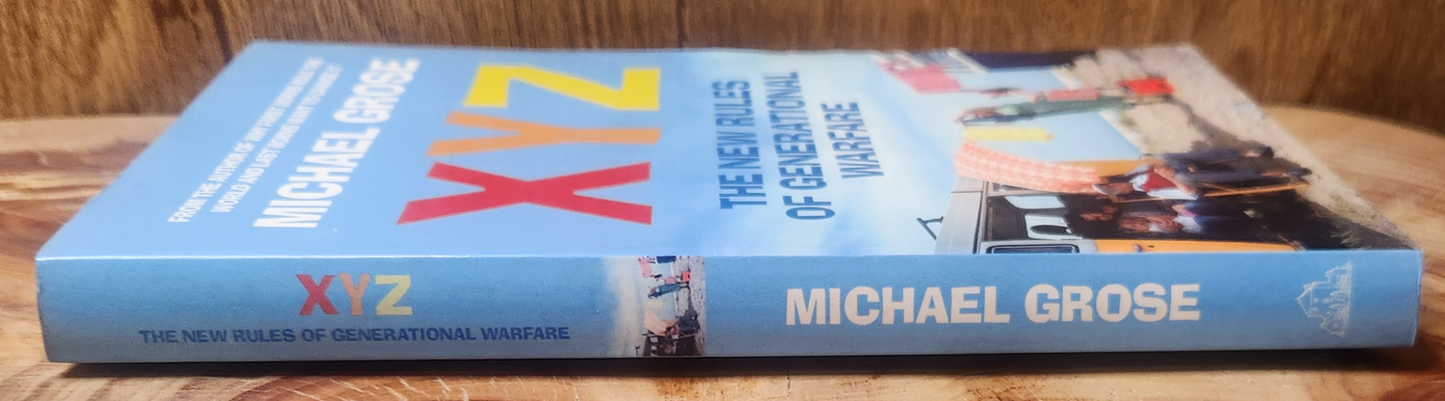 FROM THE AUTHOR OF WHY FIRST BORNS RULE THE
WORLD AND LAST BORNS WANT TO CHANGE IT
MICHAEL GROSE
XYZ
THE NEW RULES
OF GENERATIONAL
WARFARE
XYZ
THE NEW RULES OF GENERATIONAL WARFARE
MICHAEL GROSE